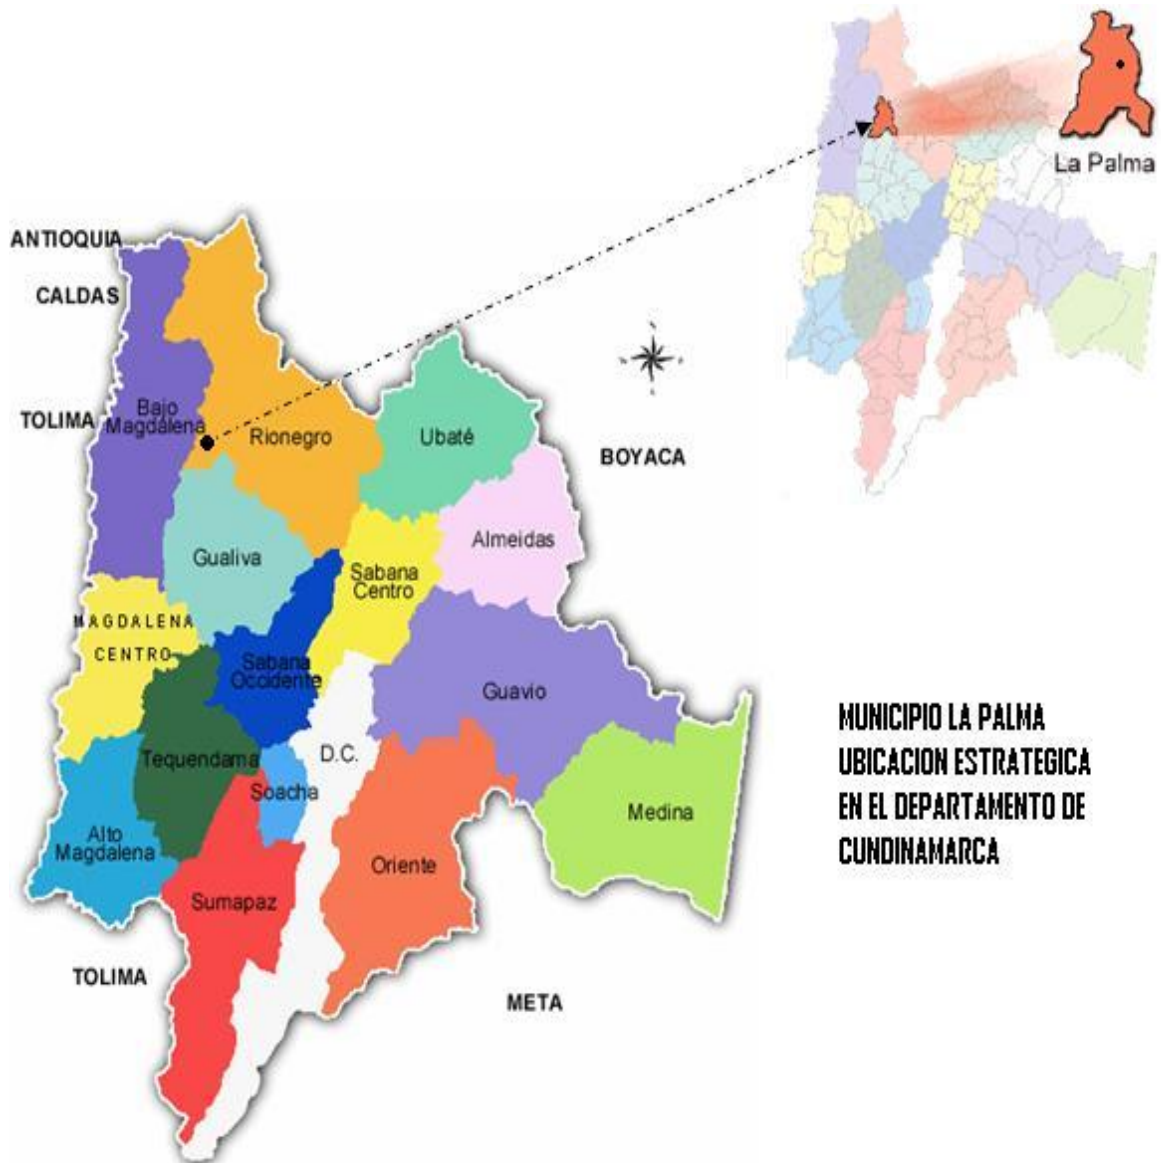 La Palma
ANTIOQUIA
CALDAS
TOLIMA
Bajo
Magdalena
Rionegro
Ubaté
BOYACA
Almeidas
Gualiva
Sabana
Centro
MAGDALENA
CENTRO
Sabana
Occidente
Guavio
D.C.
Tequendama
Soacha
Medina
Alto
Magdalena
Oriente
Sumapaz
TOLIMA
META
MUNICIPIO LA PALMA
UBICACION ESTRATEGICA
EN EL DEPARTAMENTO DE
CUNDINAMARCA